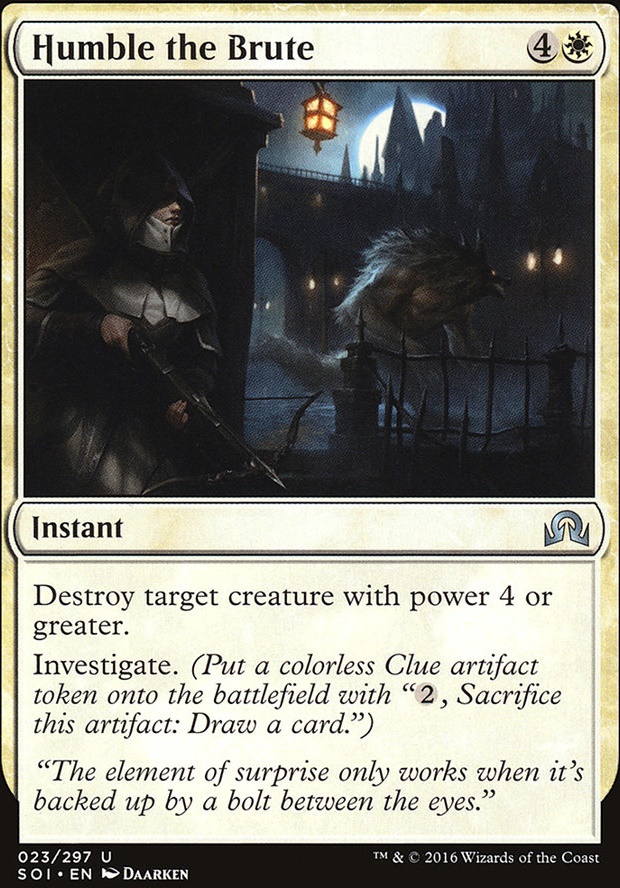 Humble the Brute 4
Instant
Destroy target creature with power 4 or
greater.
Investigate. (Put a colorless Clue artifact
token onto the battlefield with “2, Sacrifice
this artifact: Draw a card.”)
“The element of surprise only works when it’s
backed up by a bolt between the eyes.”
023/297 U
SOI • EN DAARKEN
™ & © 2016 Wizards of the Coast